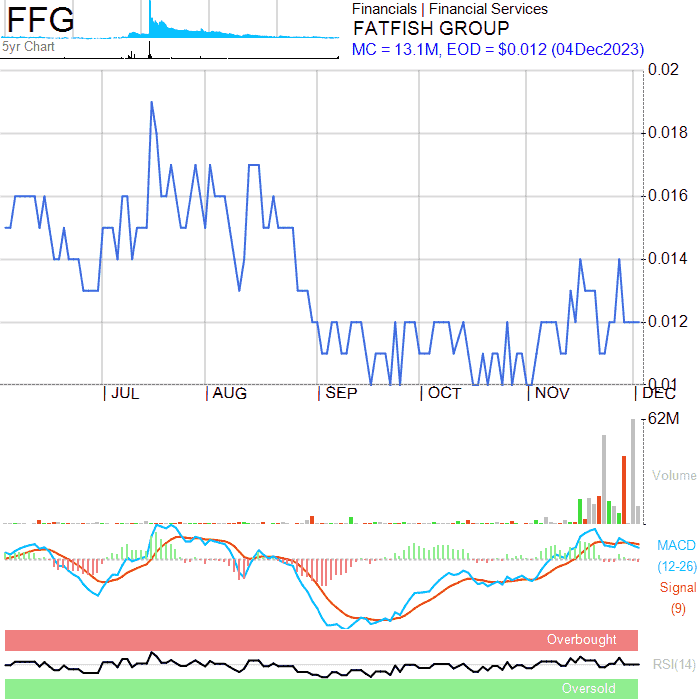 FFG
5yr Chart
Financials | Financial Services
FATFISH GROUP
MC = 13.1M, EOD = $0.012 (04Dec2023)
0.02
0.018
0.016
0.014
0.012
0.01
JUL
AUG
SEP
OCT
NOV
DEC
62M
Volume
MACD
(12-26)
Signal
(9)
Overbought
RSI(14)
Oversold